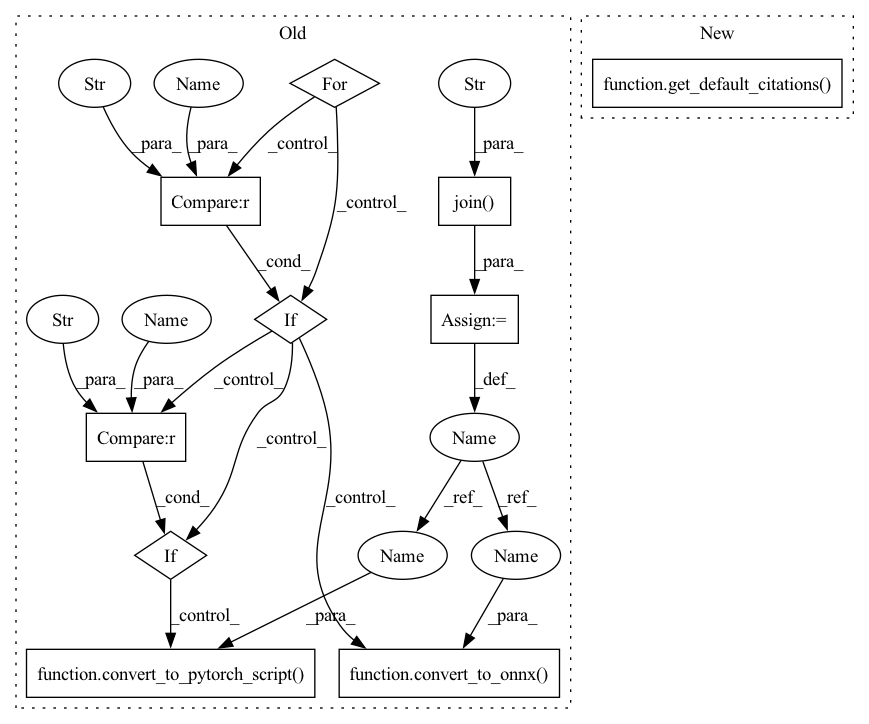 Old
New
Str
Name
For
Str
function.get_default_citations()
_para_
_para_
_control_
_para_
Compare:r
_control_
join()
_cond_
_para_
Str
Name
If
Assign:=
_para_
_para_
_control_
_def_
Compare:r
_control_
Name
_cond_
_control_
_ref_
_ref_
If
Name
Name
_control_
_para_
_para_
function.convert_to_pytorch_script()
function.convert_to_onnx()